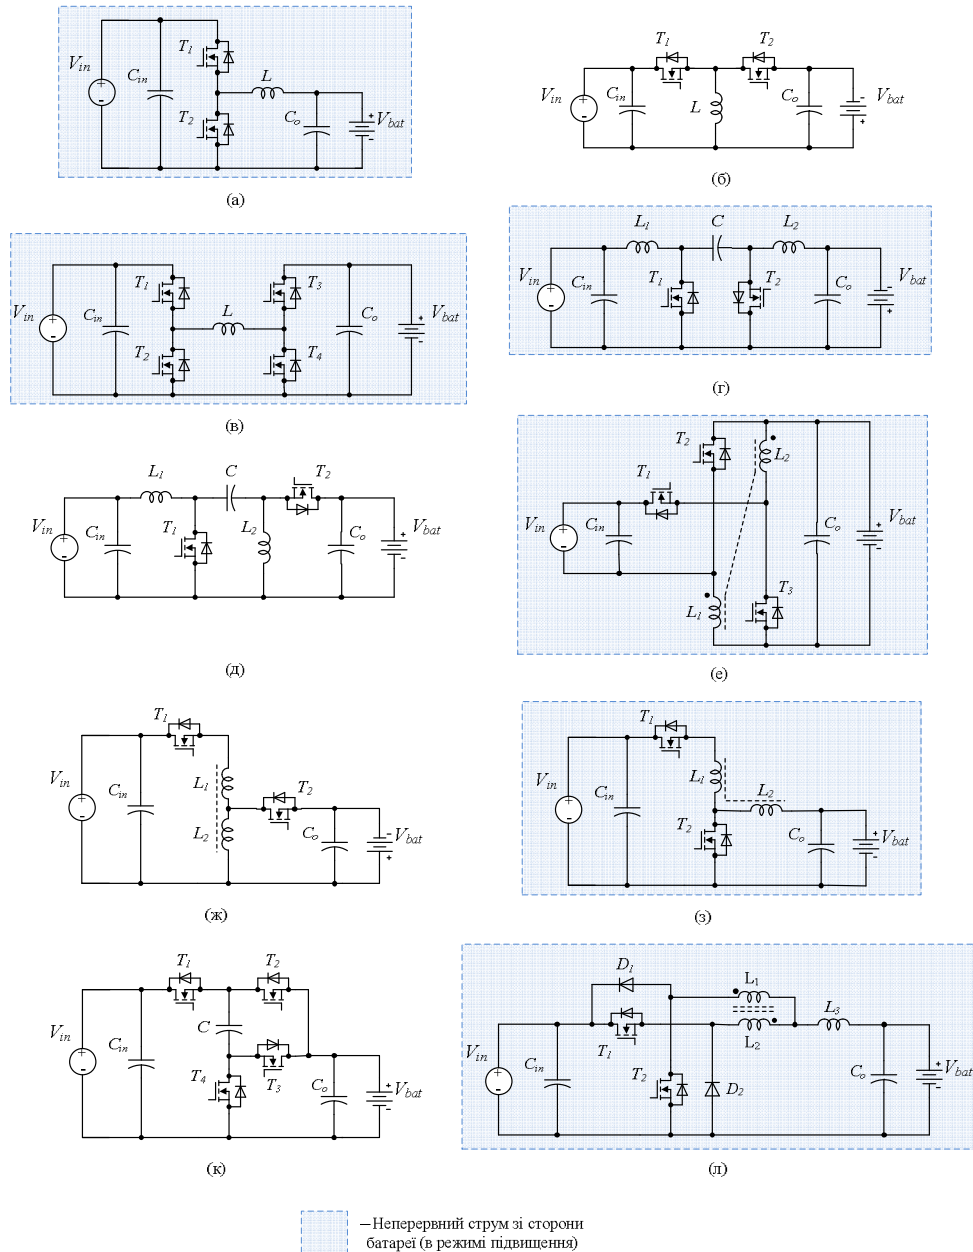 V_in
C_in
T_1
T_2
L
C_o
V_bat
(а)
V_in
C_in
T_1
T_2
L
C_o
V_bat
(б)
V_in
C_in
T_1
T_2
L
T_3
T_4
C_o
V_bat
(в)
V_in
C_in
L_1
T_1
C
T_2
L_2
C_o
V_bat
(г)
V_in
C_in
L_1
T_1
C
L_2
T_2
C_o
V_bat
(д)
V_in
C_in
T_1
T_2
L_2
L_1
T_3
C_o
V_bat
(е)
V_in
C_in
T_1
L_1
L_2
T_2
C_o
V_bat
(ж)
V_in
C_in
T_1
L_1
T_2
L_2
C_o
V_bat
(з)
V_in
C_in
T_1
T_2
C
T_4
T_3
C_o
V_bat
(к)
V_in
C_in
D_1
T_1
T_2
D_2
L_1
L_2
L_3
C_o
V_bat
(л)
–Неперервний струм зі сторони
батареї (в режимі підвищення)